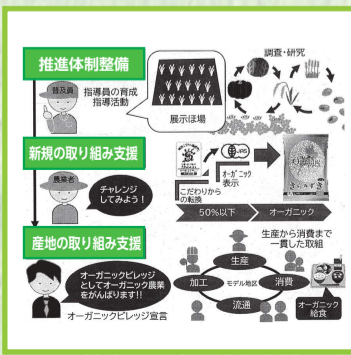 推進体制整備
普及員
指導員の育成
指導活動
展示ほ場
調査・研究
新規の取り組み支援
農業者
チャレンジ
してみよう!
JAS
オーガニック
表示
こだわりから
の転換
50%以下
オーガニック
きらみずき
産地の取り組み支援
生産から消費まで
一貫した取組
オーガニックビレッジ
としてオーガニック農業
をがんばります!!
オーガニックビレッジ宣言
生産
加工
モデル地区
消費
流通
オーガニック
給食